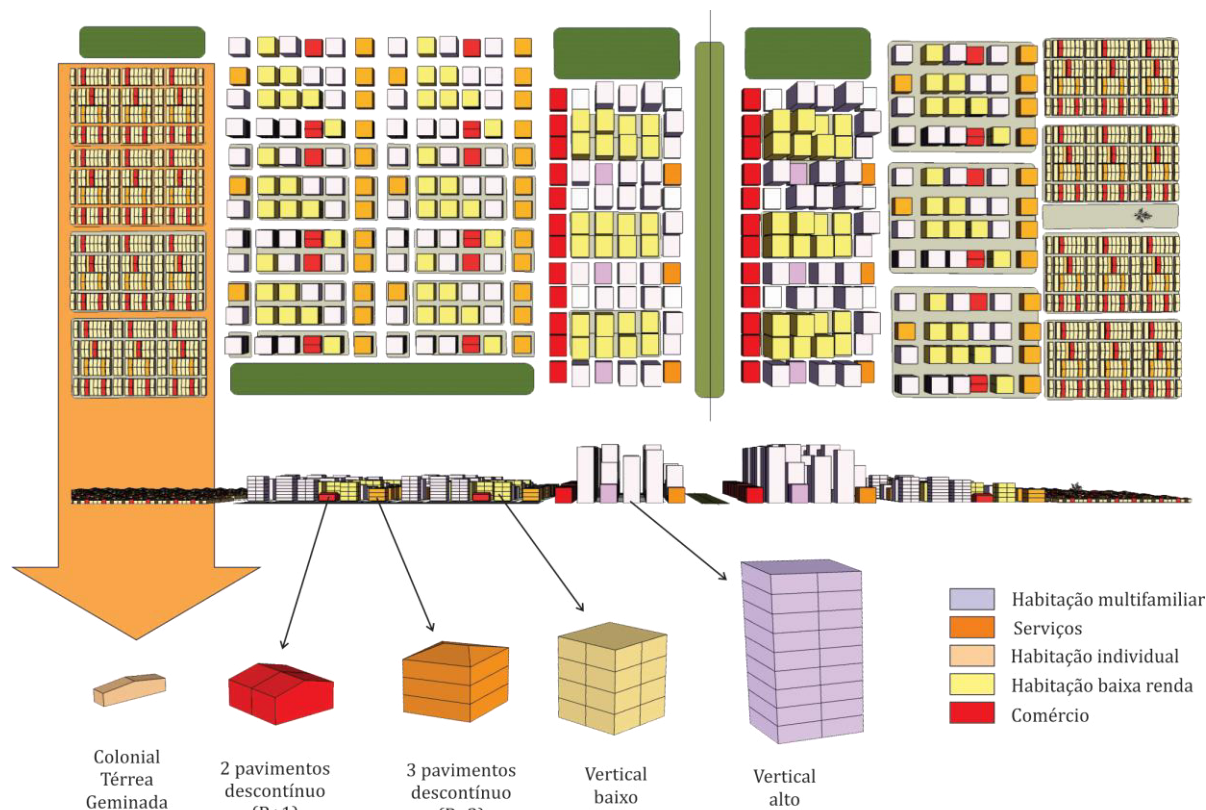 Habitação multifamiliar
Serviços
Habitação individual
Habitação baixa renda
Comércio
Colonial
Térrea
Geminada
2 pavimentos
descontínuo
3 pavimentos
descontínuo
Vertical
baixo
Vertical
alto